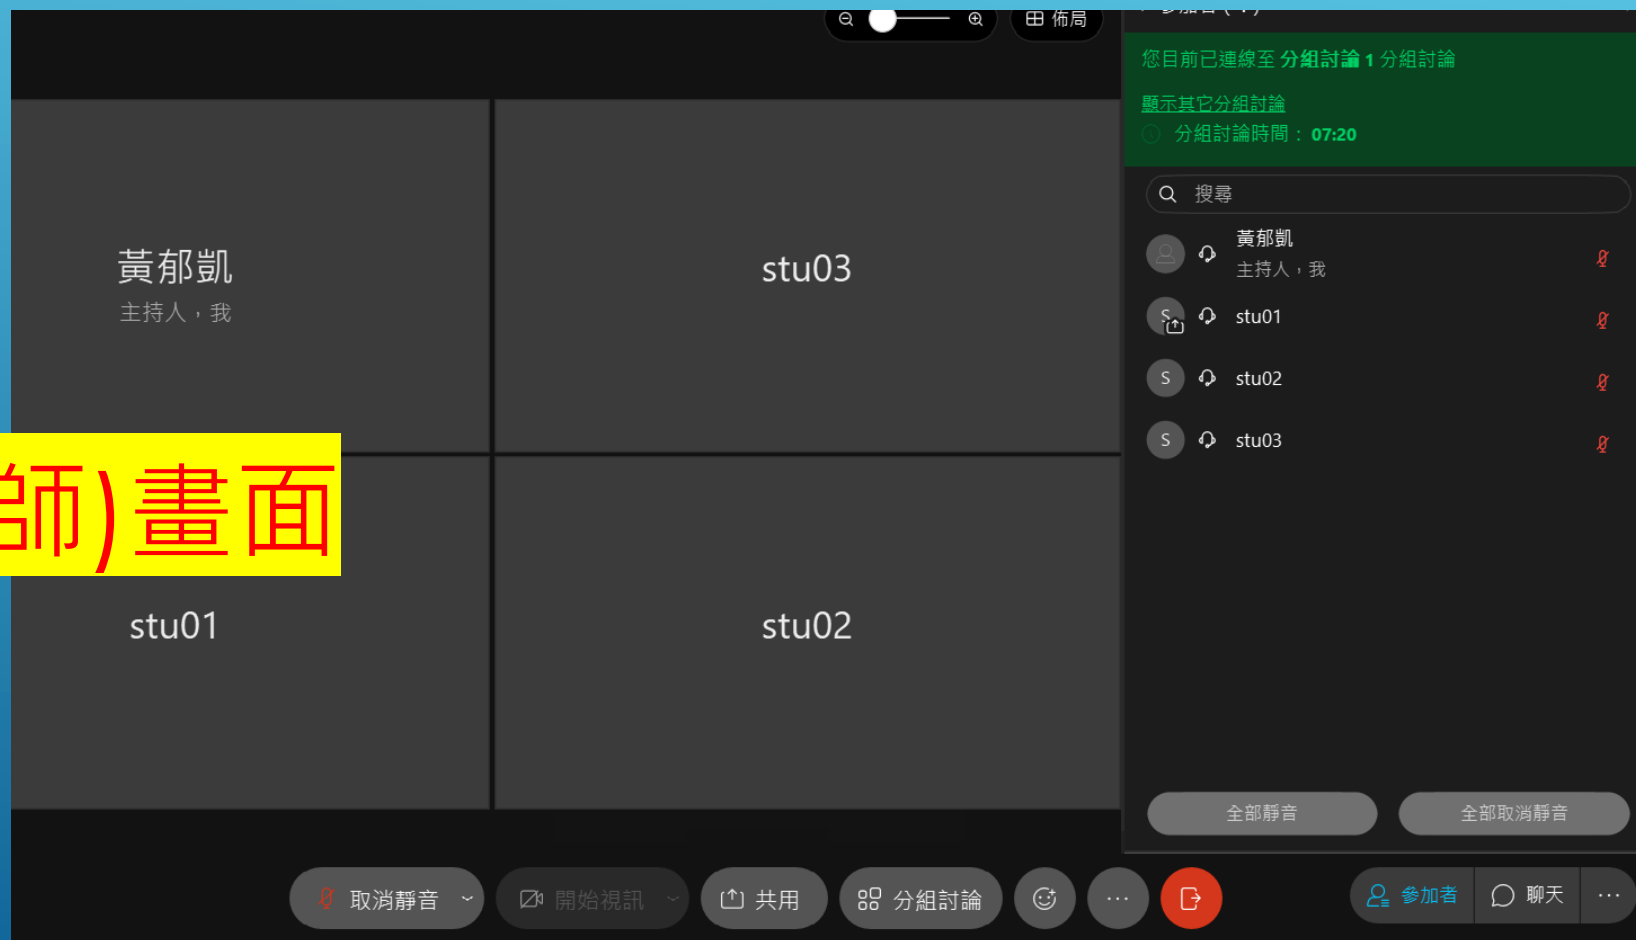 佈局
您目前已連線至 分組討論 1 分組討論
顯示其它分組討論
分組討論時間： 07:20
搜尋
黃郁凱
主持人，我
stu01
stu02
stu03
全部靜音 全部取消靜音
黃郁凱
主持人，我
stu03
師)畫面
stu01
stu02
取消靜音 開始視訊 共用 分組討論
參加者 聊天